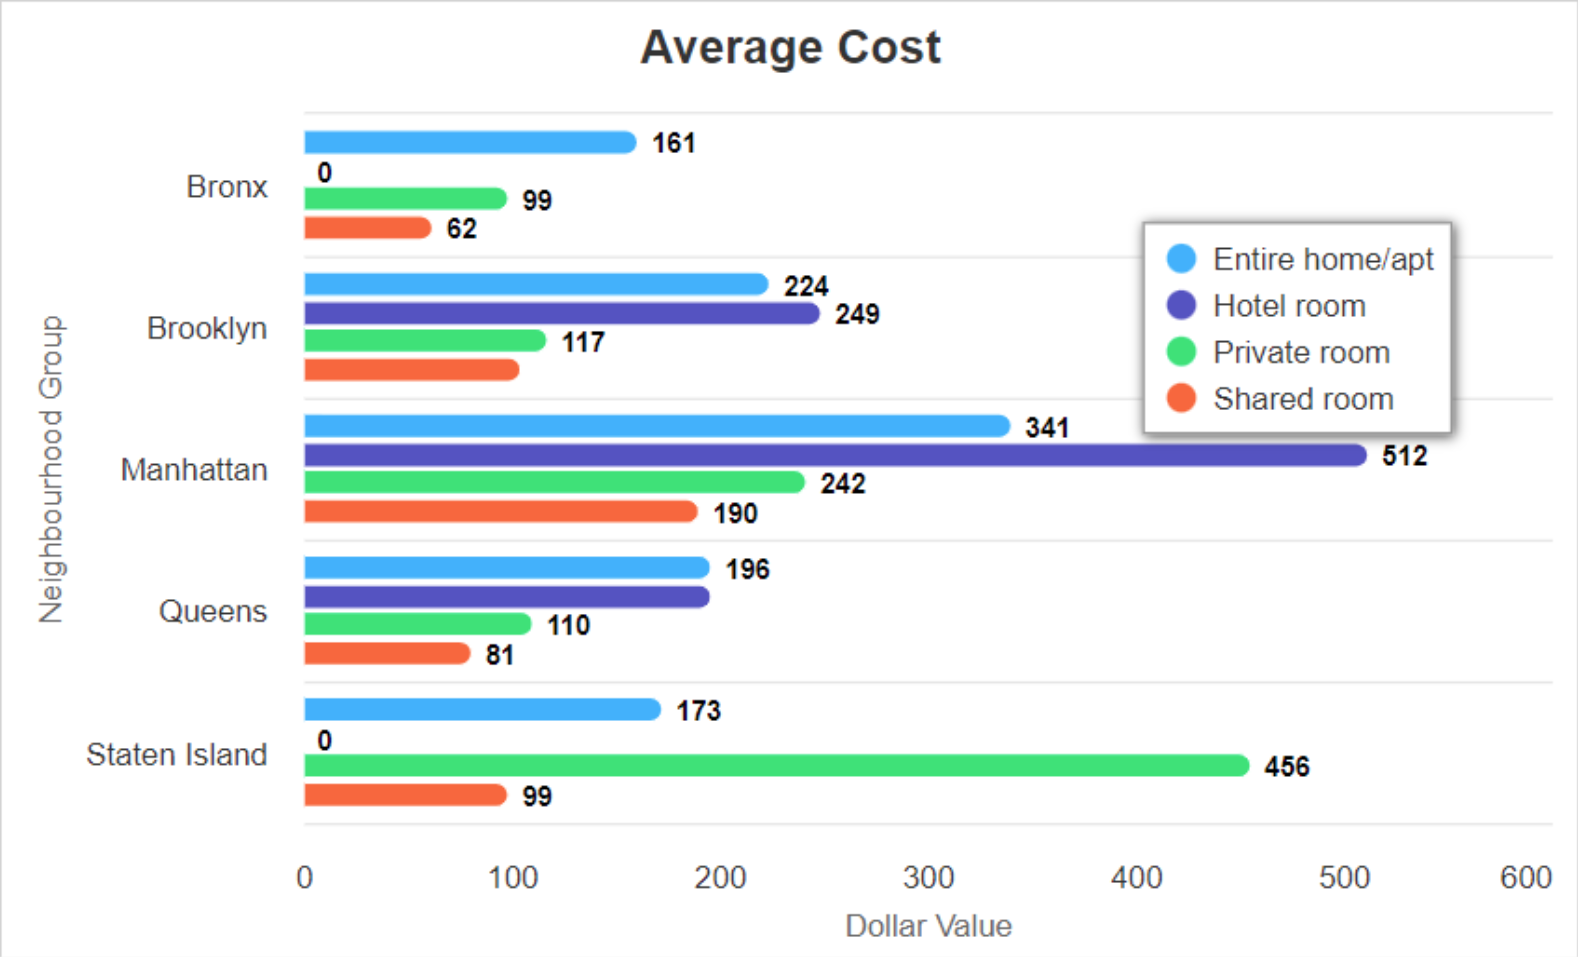 Average Cost
161
0
Bronx
99
62
Entire home/apt
224
Hotel room
249
Brooklyn
117
Private room
Shared room
341
512
Manhattan
242
190
Neighbourhood Group
196
Queens
110
81
173
0
Staten Island
456
99
0 100 200 300 400 500 600
Dollar Value